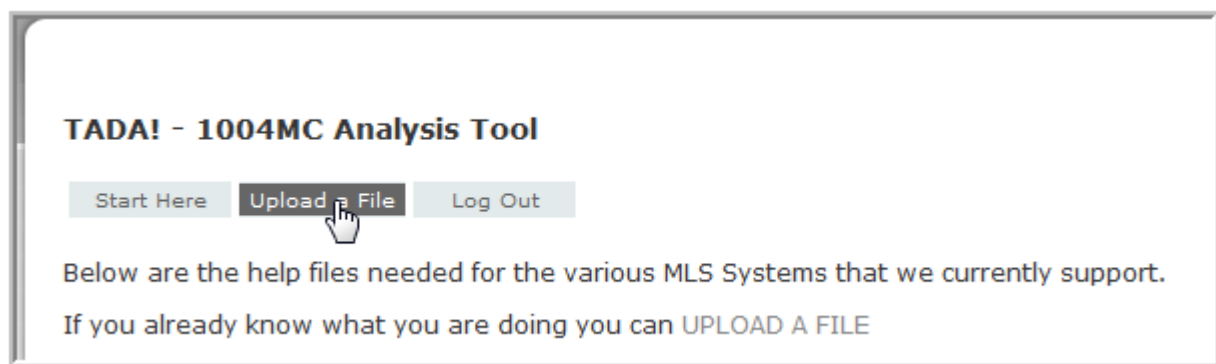 TADA! - 1004MC Analysis Tool
Start Here Upload a File Log Out
Below are the help files needed for the various MLS Systems that we currently support.
If you already know what you are doing you can UPLOAD A FILE